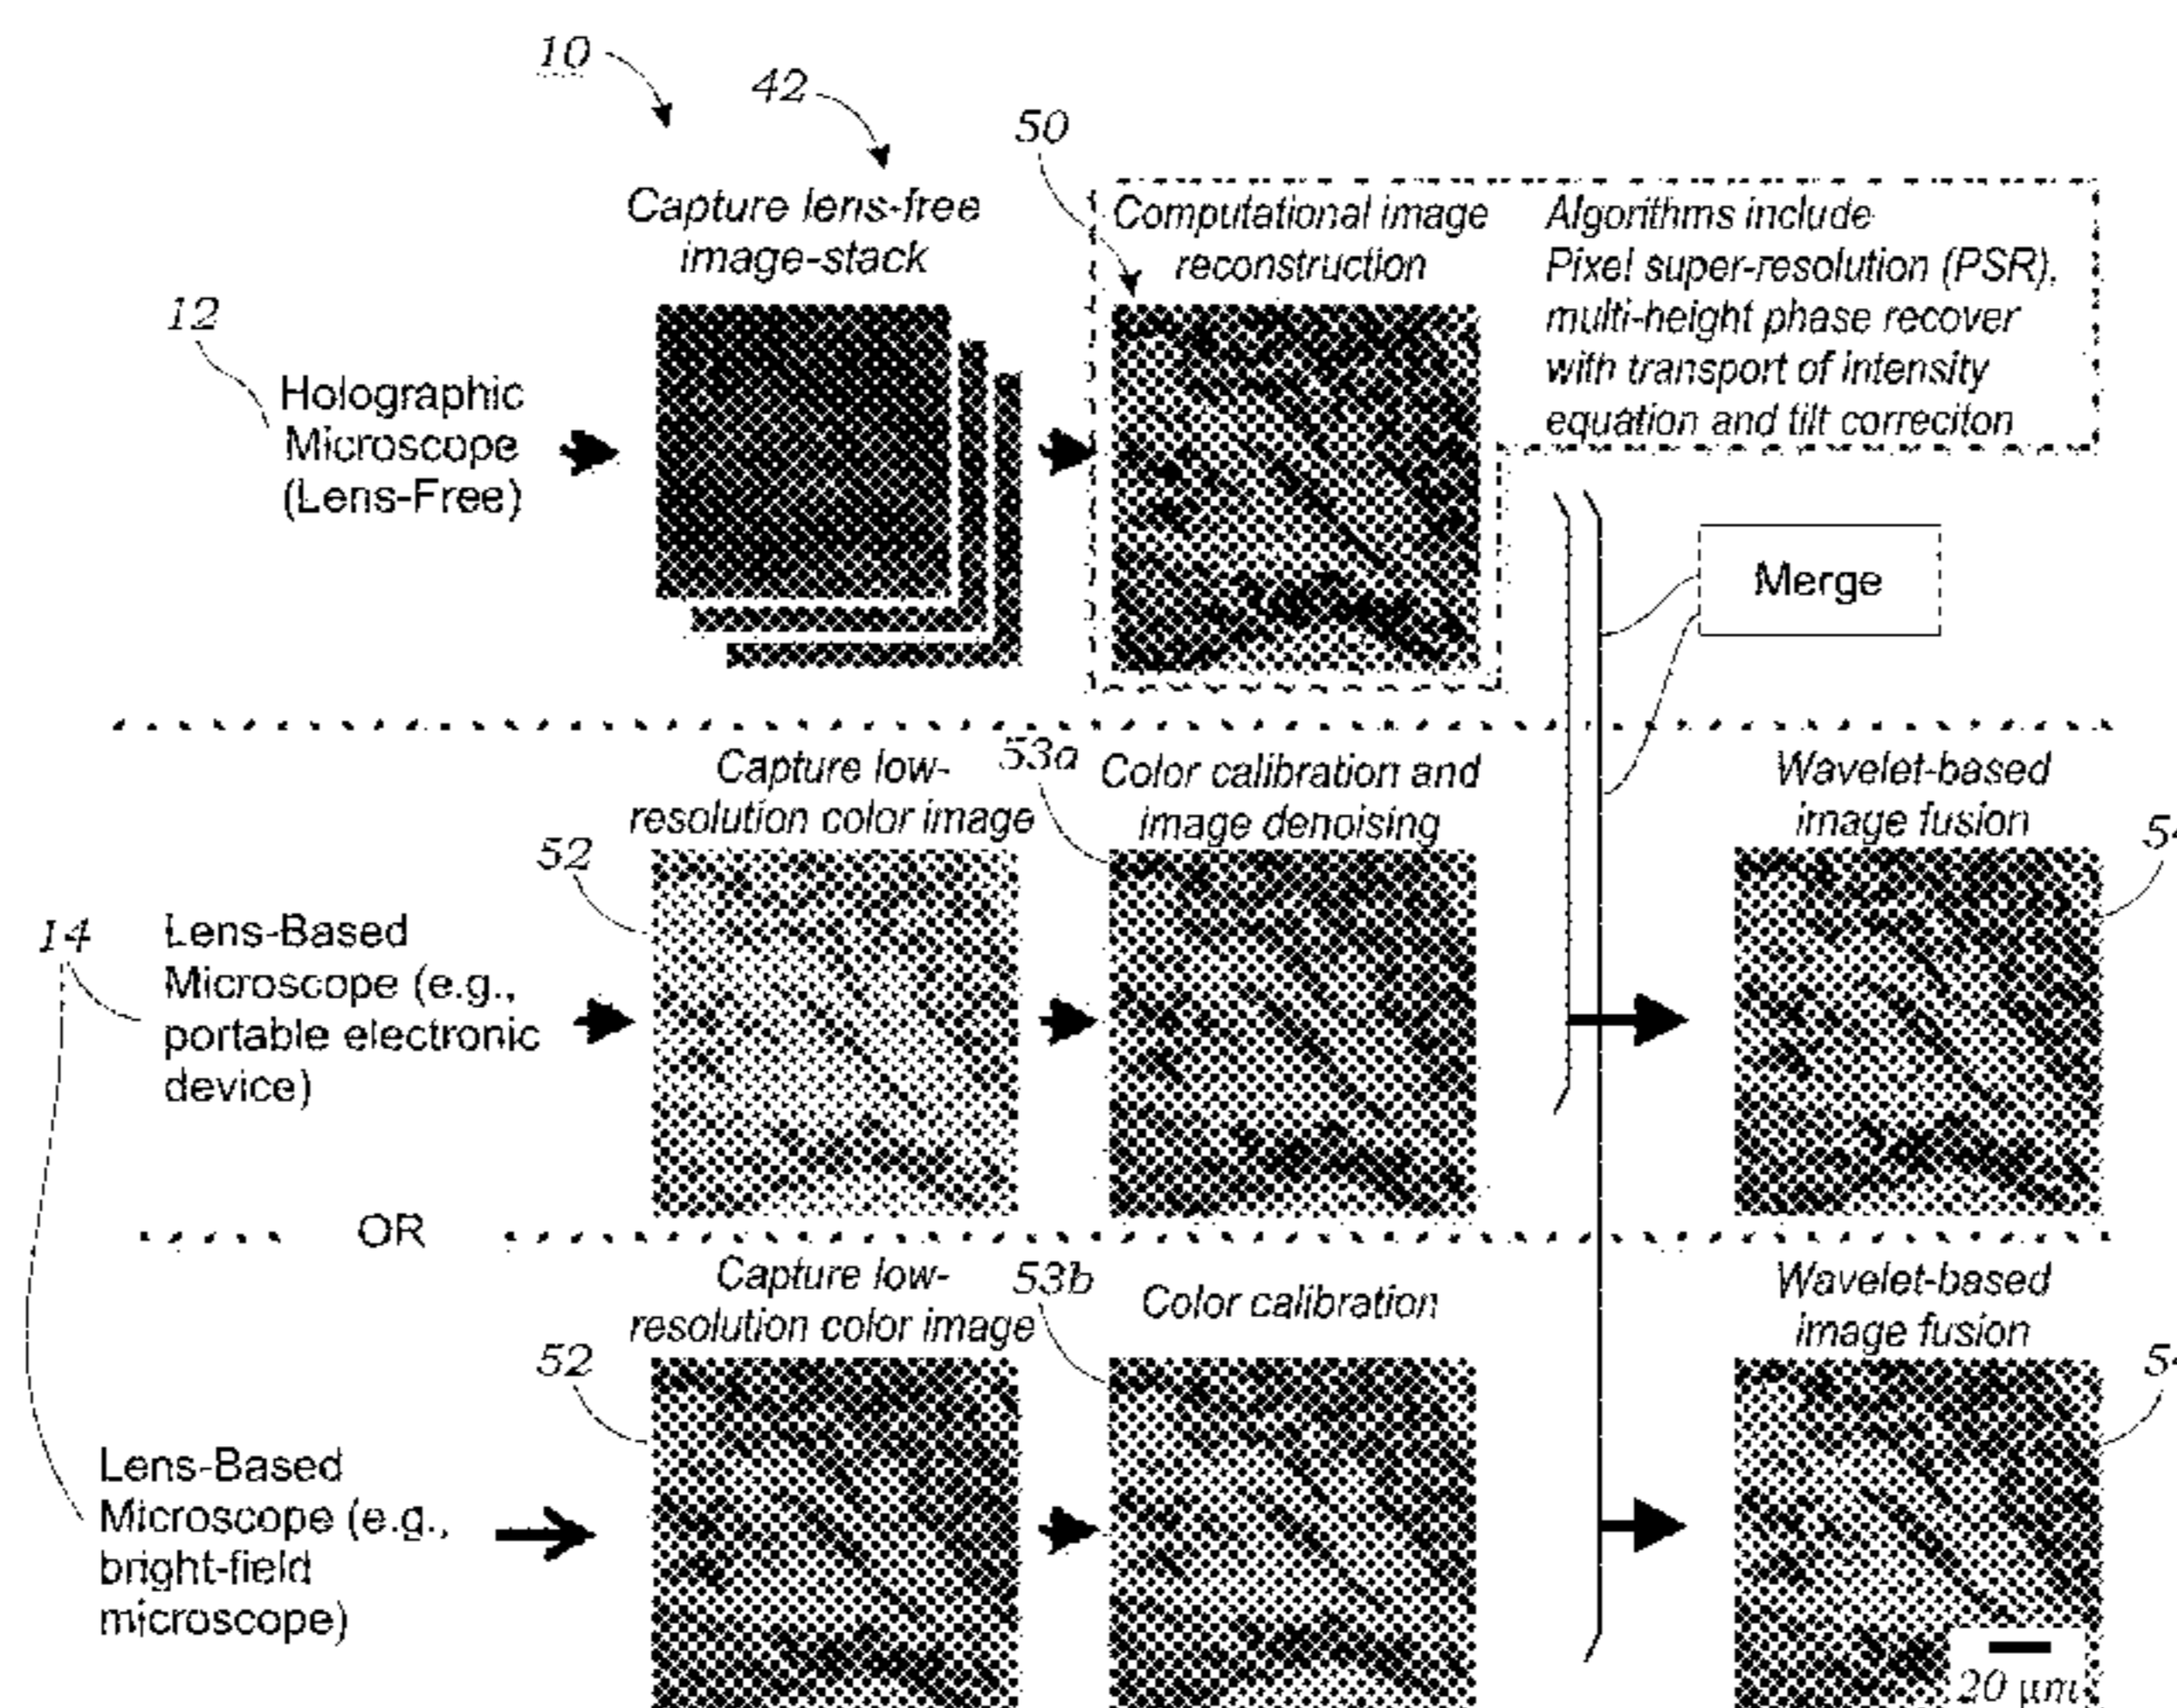 10
42
50
Capture lens-free
image-stack
Computational image
reconstruction
Algorithms include
Pixel super-resolution (PSR),
multi-height phase recover
with transport of intensity
equation and tilt correciton
12
Holographic
Microscope
(Lens-Free)
Merge
Capture low-
resolution color image
53a
Color calibration and
image denoising
Wavelet-based
image fusion
52
54
14
Lens-Based
Microscope (e.g.,
portable electronic
device)
OR
Capture low-
resolution color image
53b
Color calibration
Wavelet-based
image fusion
52
54
Lens-Based
Microscope (e.g.,
bright-field
microscope)
20 µm